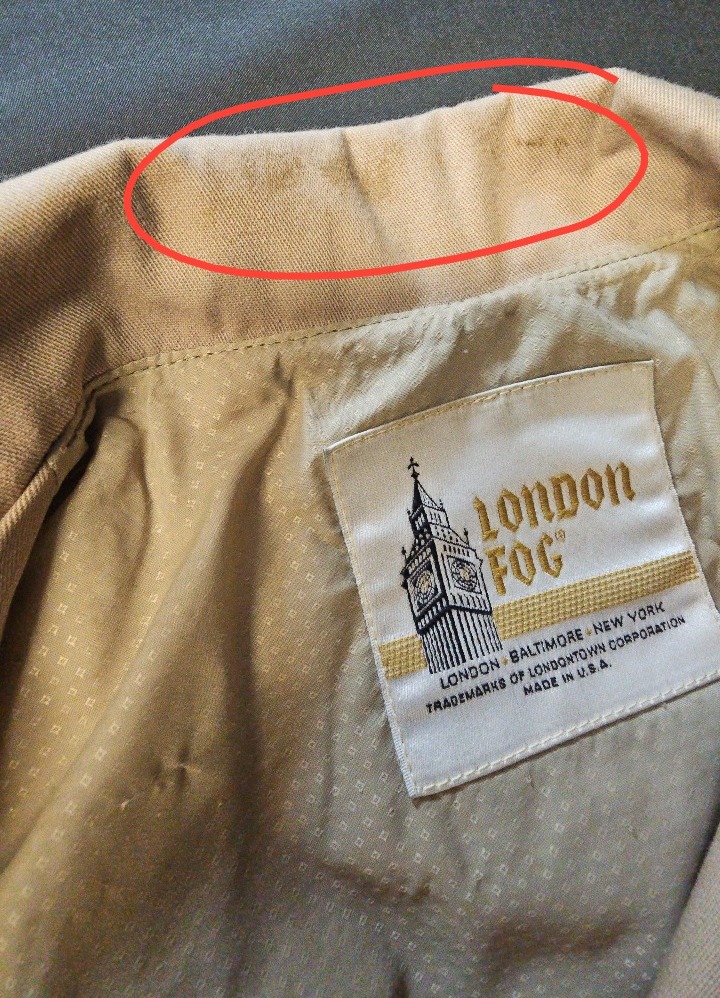 LONDON
FOG®
LONDON • BALTIMORE • NEW YORK
TRADEMARKS OF LONDONTOWN CORPORATION
MADE IN U.S.A.